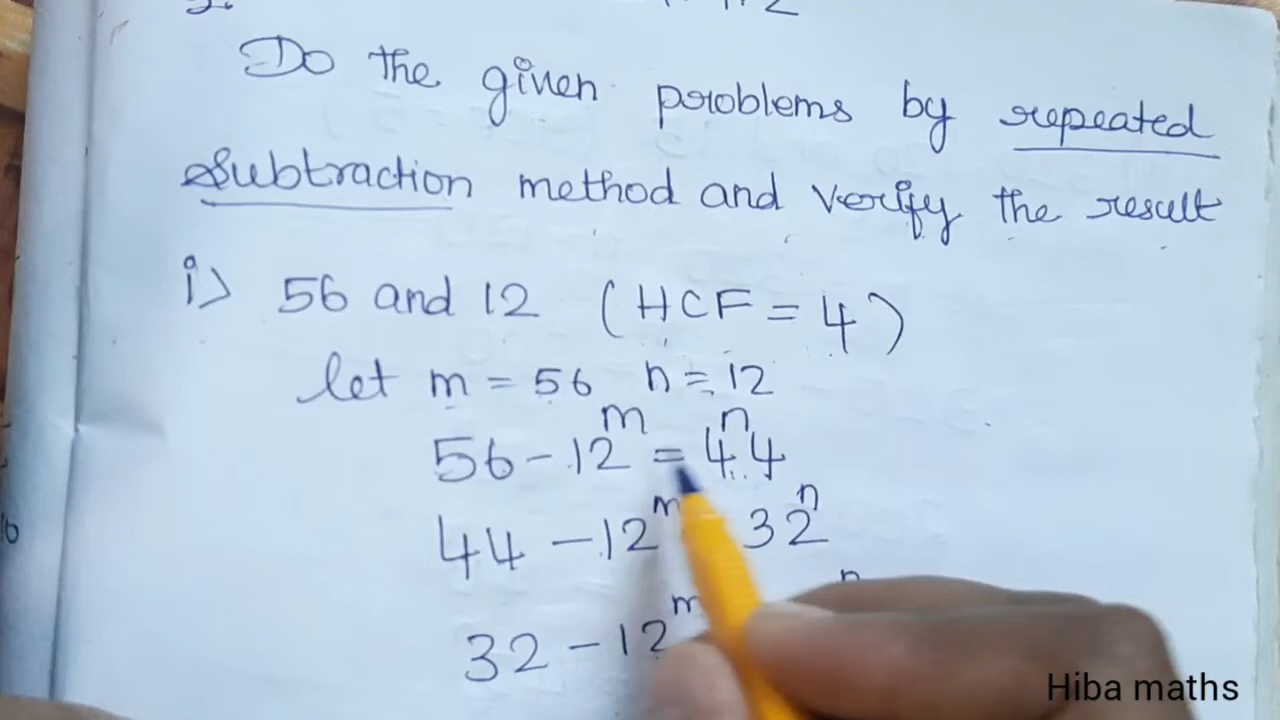 Do the given problems by repeated
subtraction method and verify the result
i) 56 and 12 (HCF = 4)
let m = 56 n = 12
m n
56 - 12 = 44
m n
44 - 12 32
m n
32 - 12
Hiba maths